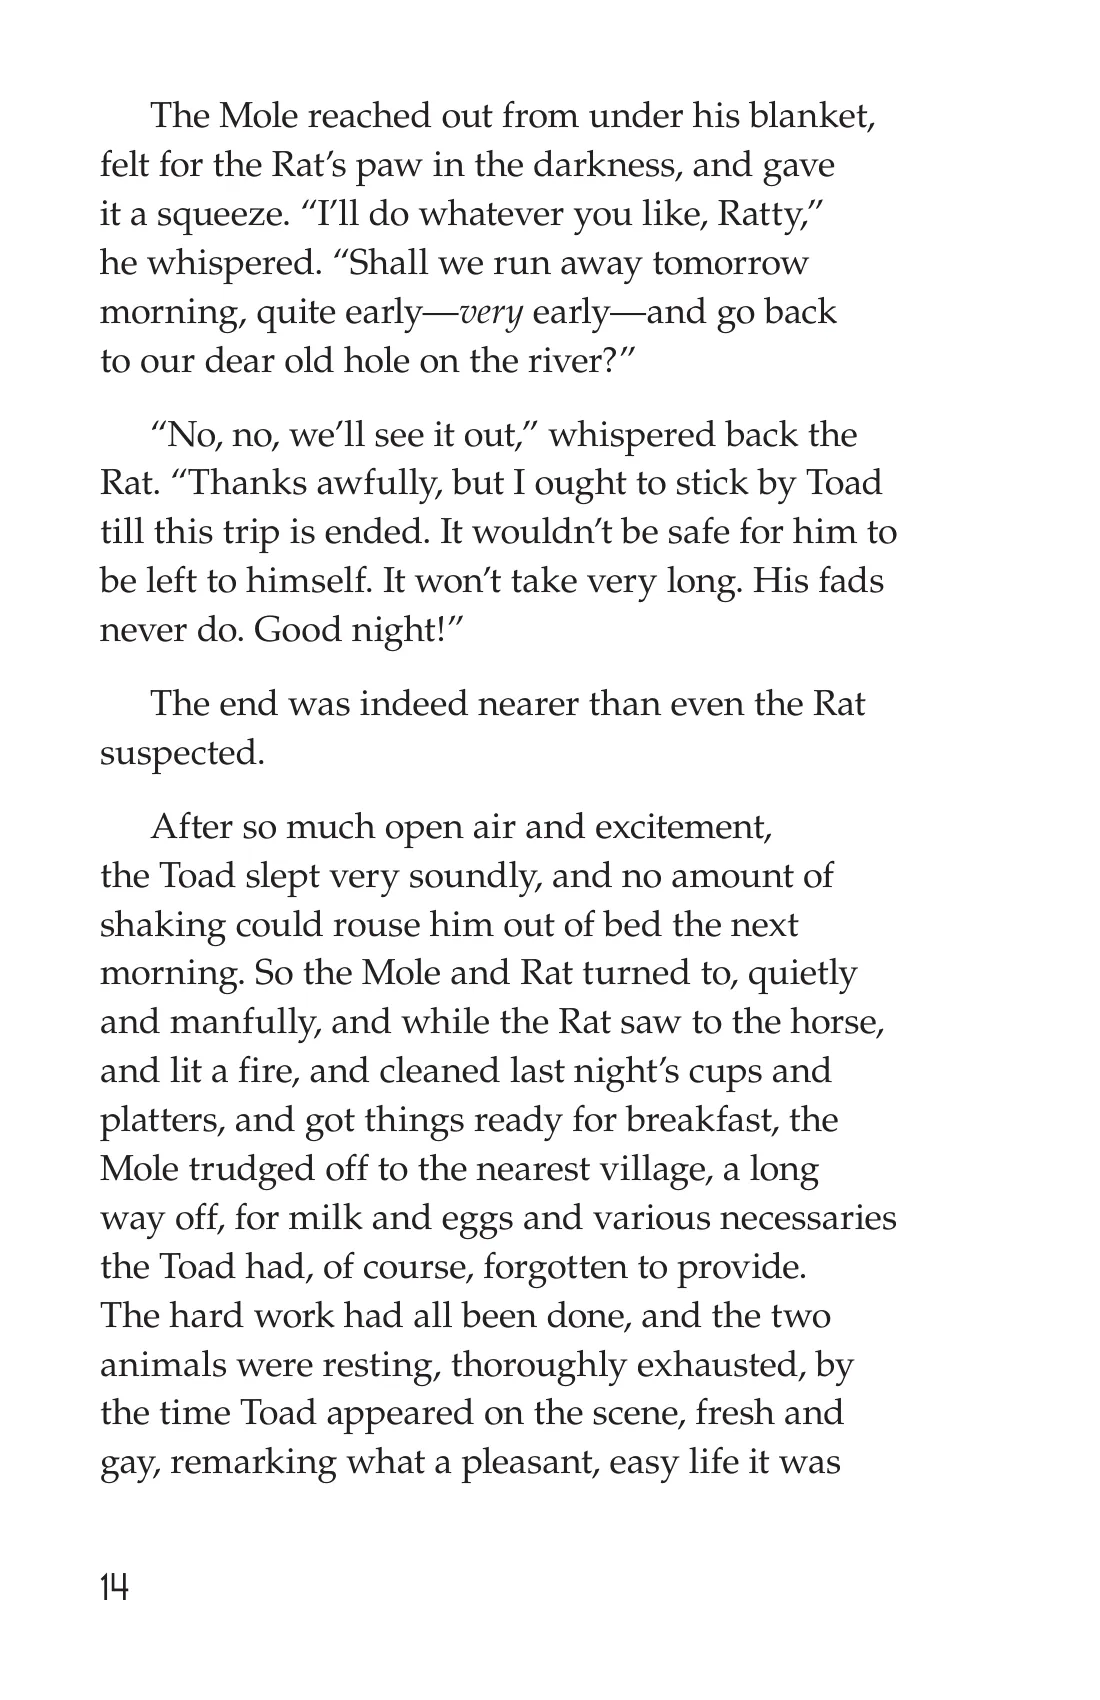 The Mole reached out from under his blanket,
felt for the Rat’s paw in the darkness, and gave
it a squeeze. “I’ll do whatever you like, Ratty,”
he whispered. “Shall we run away tomorrow
morning, quite early—very early—and go back
to our dear old hole on the river?”
“No, no, we’ll see it out,” whispered back the
Rat. “Thanks awfully, but I ought to stick by Toad
till this trip is ended. It wouldn’t be safe for him to
be left to himself. It won’t take very long. His fads
never do. Good night!”
The end was indeed nearer than even the Rat
suspected.
After so much open air and excitement,
the Toad slept very soundly, and no amount of
shaking could rouse him out of bed the next
morning. So the Mole and Rat turned to, quietly
and manfully, and while the Rat saw to the horse,
and lit a fire, and cleaned last night’s cups and
platters, and got things ready for breakfast, the
Mole trudged off to the nearest village, a long
way off, for milk and eggs and various necessaries
the Toad had, of course, forgotten to provide.
The hard work had all been done, and the two
animals were resting, thoroughly exhausted, by
the time Toad appeared on the scene, fresh and
gay, remarking what a pleasant, easy life it was
14